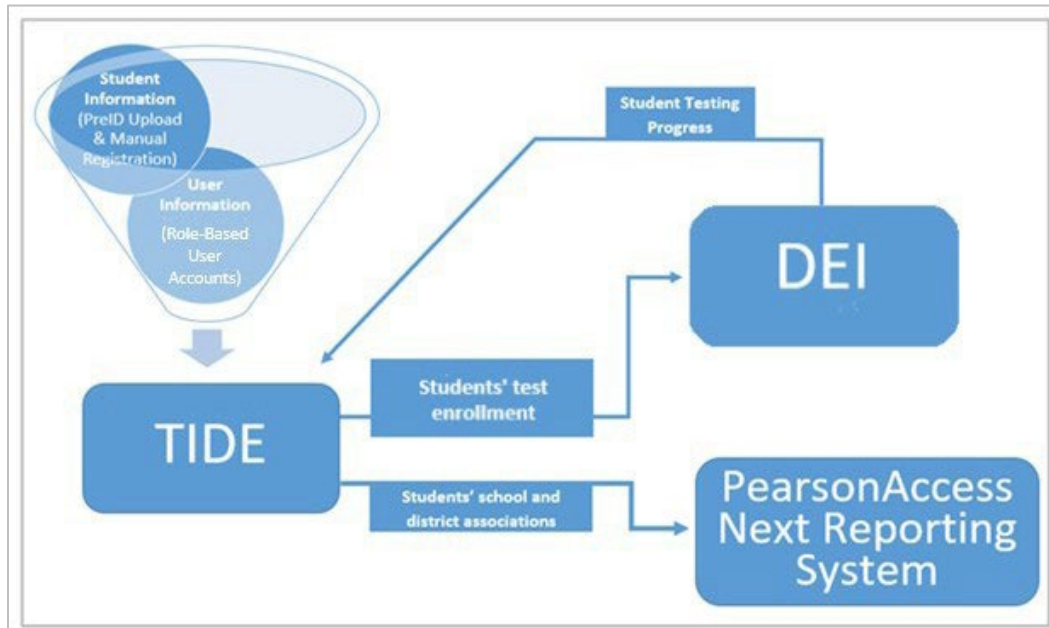 Student
Information
(PreID Upload
& Manual
Registration)
User
Information
(Role-Based
User
Accounts)
Student Testing
Progress
DEI
TIDE
Students' test
enrollment
Students’ school and
district associations
PearsonAccess
Next Reporting
System